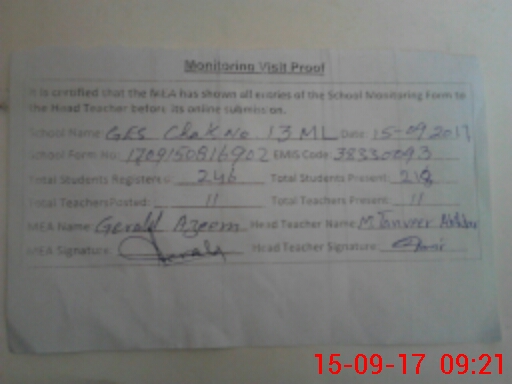 Monitoring Visit Proof
It is certified that the MEA has shown all entries of the School Monitoring Form to
the Head Teacher before its online submission.
School Name GES Chak No 13 ML Date: 15-09-2017
School Form No: 1709150816902 EMIS Code: 38330093
Total Students Registered: 246 Total Students Present: 218
Total Teachers Posted: 11 Total Teachers Present: 11
MEA Name: Gerald Azeem Head Teacher Name: M. Tanveer Akhtar
MEA Signature: Head Teacher Signature:
15-09-17 09:21